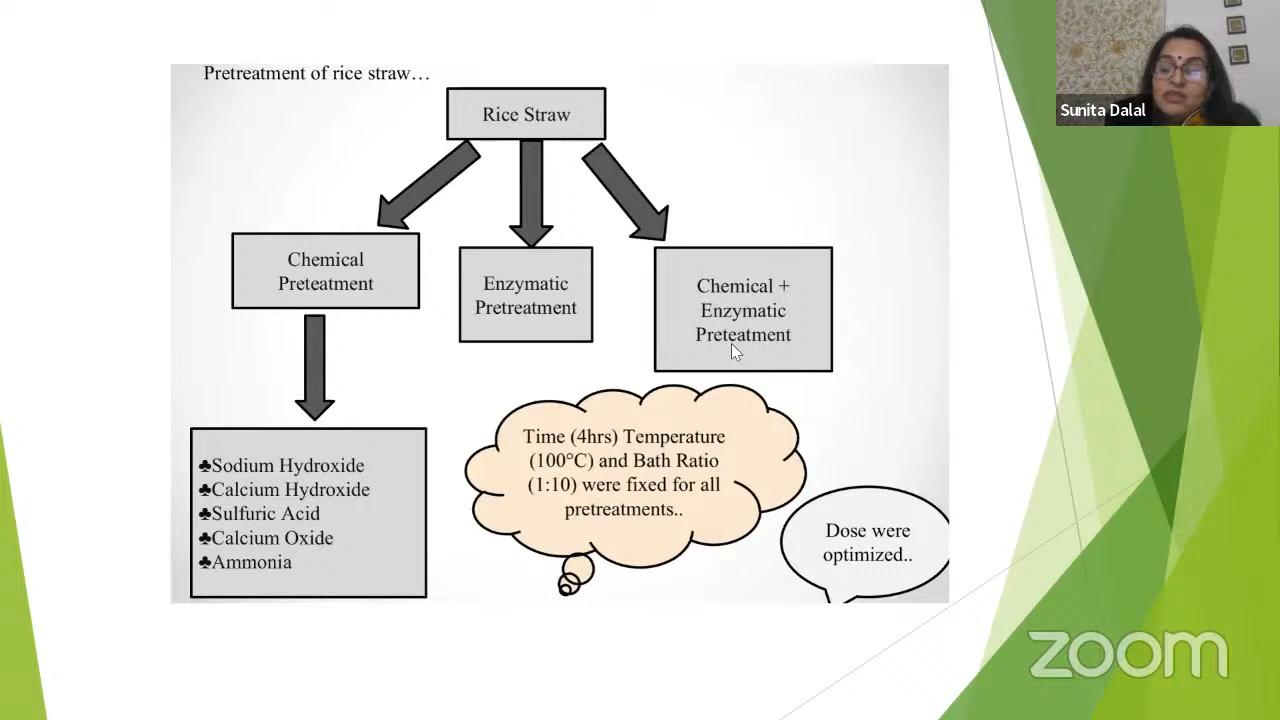 Pretreatment of rice straw…
Rice Straw
Chemical
Preteatment
Enzymatic
Pretreatment
Chemical +
Enzymatic
Preteatment
♣Sodium Hydroxide
♣Calcium Hydroxide
♣Sulfuric Acid
♣Calcium Oxide
♣Ammonia
Time (4hrs) Temperature
(100°C) and Bath Ratio
(1:10) were fixed for all
pretreatments..
Dose were
optimized..
Sunita Dalal
zoom